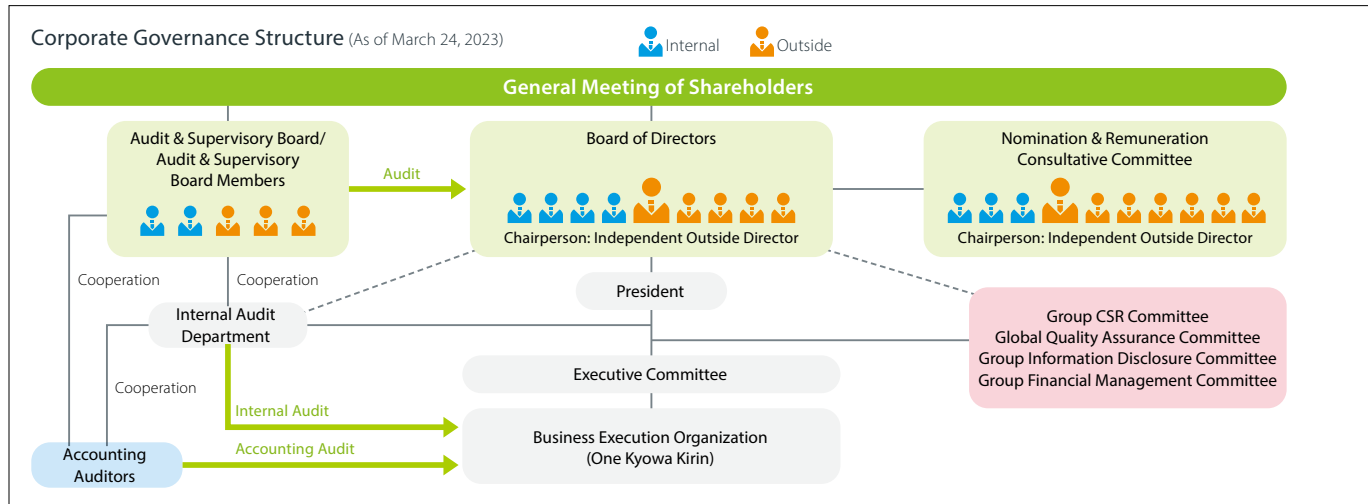 Corporate Governance Structure (As of March 24, 2023)
Internal
Outside
General Meeting of Shareholders
Audit & Supervisory Board/
Audit & Supervisory
Board Members
Audit
Board of Directors
Chairperson: Independent Outside Director
Nomination & Remuneration
Consultative Committee
Chairperson: Independent Outside Director
Cooperation
Cooperation
President
Internal Audit
Department
Group CSR Committee
Global Quality Assurance Committee
Group Information Disclosure Committee
Group Financial Management Committee
Executive Committee
Cooperation
Internal Audit
Business Execution Organization
(One Kyowa Kirin)
Accounting Audit
Accounting
Auditors